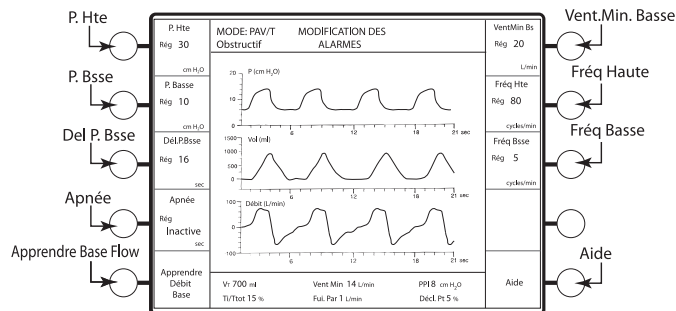 P. Hte
P. Bsse
Del P. Bsse
Apnée
Apprendre Base Flow
P. Hte
Rég 30
cm H₂O
P. Basse
Rég 10
cm H₂O
Dél.P.Bsse
Rég 16
sec
Apnée
Rég
Inactive
sec
Apprendre
Débit
Base
MODE: PAV/T MODIFICATION DES
Obstructif ALARMES
P (cm H₂O)
20
10
0
6 12 18 21 sec
Vol (ml)
1500
1000
500
0
6 12 18 21 sec
Débit (L/min)
100
0
100
6 12 18 21 sec
VT 700 ml Vent Min 14 L/min PPI8 cm H₂O
Ti/Ttot 15 % Fui. Par 1 L/min Décl. Pt 5 %
VentMin Bs
Rég 20
L/min
Fréq Hte
Rég 80
cycles/min
Fréq Bsse
Rég 5
cycles/min
Aide
Vent.Min. Basse
Fréq Haute
Fréq Basse
Aide